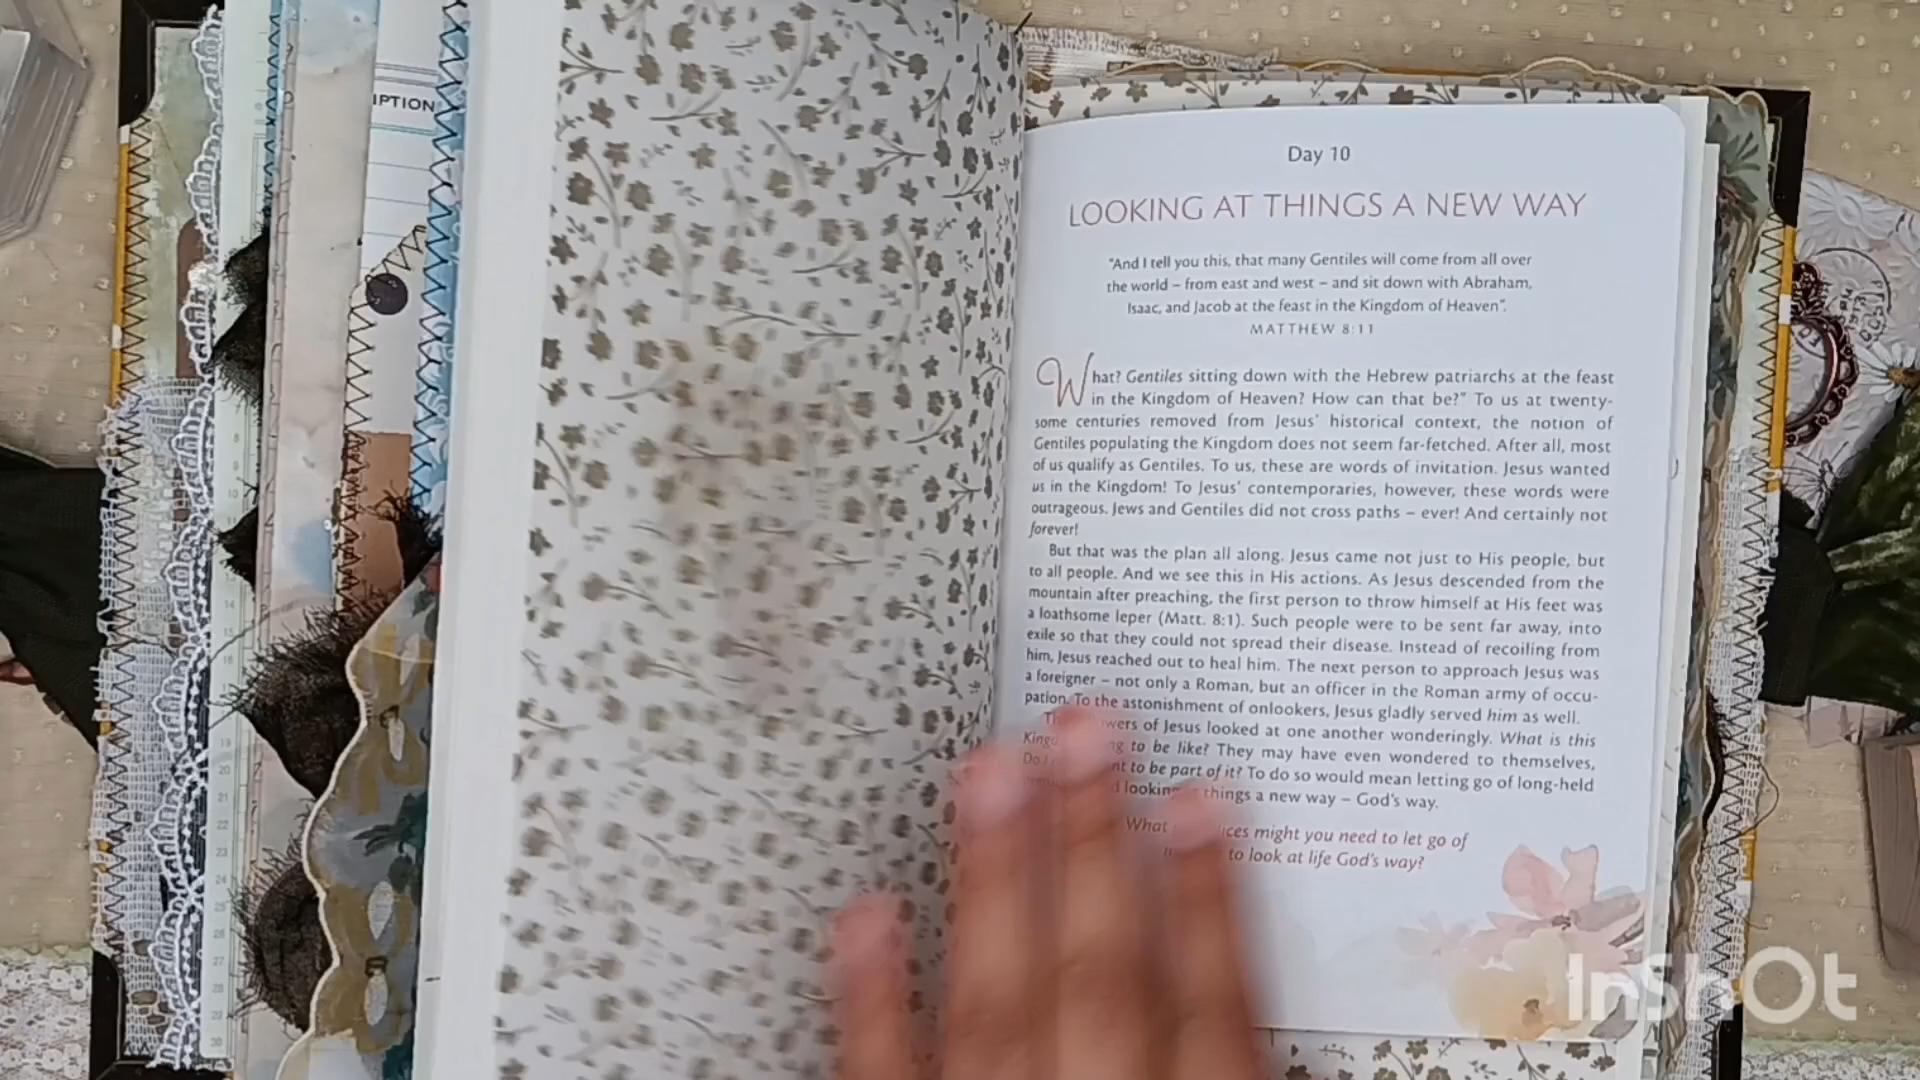 IPTION
Day 10
LOOKING AT THINGS A NEW WAY
"And I tell you this, that many Gentiles will come from all over
the world – from east and west – and sit down with Abraham,
Isaac, and Jacob at the feast in the Kingdom of Heaven".
MATTHEW 8:11
What? Gentiles sitting down with the Hebrew patriarchs at the feast
in the Kingdom of Heaven? How can that be?" To us at twenty-
some centuries removed from Jesus' historical context, the notion of
Gentiles populating the Kingdom does not seem far-fetched. After all, most
of us qualify as Gentiles. To us, these are words of invitation. Jesus wanted
us in the Kingdom! To Jesus' contemporaries, however, these words were
outrageous. Jews and Gentiles did not cross paths – ever! And certainly not
forever!
But that was the plan all along. Jesus came not just to His people, but
to all people. And we see this in His actions. As Jesus descended from the
mountain after preaching, the first person to throw himself at His feet was
a loathsome leper (Matt. 8:1). Such people were to be sent far away, into
exile so that they could not spread their disease. Instead of recoiling from
him, Jesus reached out to heal him. The next person to approach Jesus was
a foreigner – not only a Roman, but an officer in the Roman army of occu-
pation. To the astonishment of onlookers, Jesus gladly served him as well.
of Jesus looked at one another wonderingly. What is this
to be like? They may have even wondered to themselves,
to be part of it? To do so would mean letting go of long-held
looking things a new way – God's way.
What might you need to let go of
to look at life God's way?
InShOt